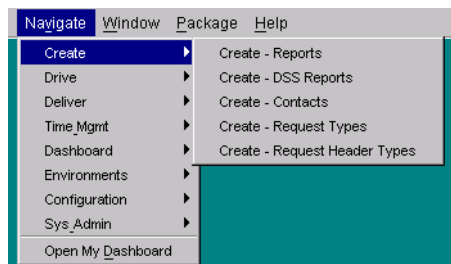 Navigate Window Package Help
Create Create - Reports
Drive Create - DSS Reports
Deliver Create - Contacts
Time Mgmt Create - Request Types
Dashboard Create - Request Header Types
Environments
Configuration
Sys Admin
Open My Dashboard